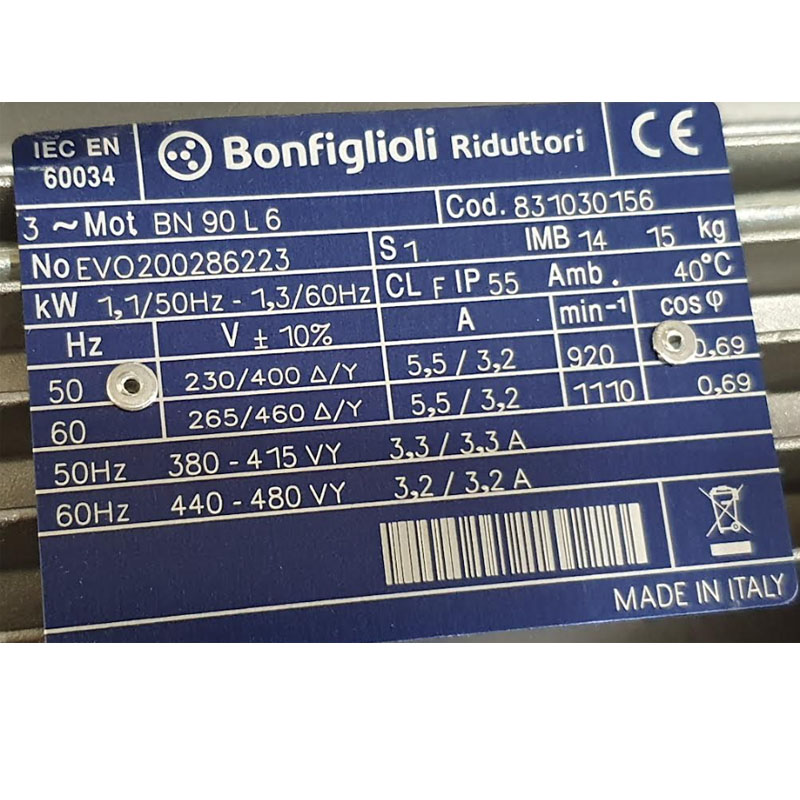 IEC EN
60034
Bonfiglioli Riduttori
CE
3 ~ Mot BN 90 L 6
Cod. 831030156
No EVO200286223
S 1
IMB 14 15 kg
kW 1,1/50Hz - 1,3/60Hz
CL F IP 55 Amb. 40°C
Hz V ± 10% A min-1 cos φ
50 230/400 Δ/Y 5,5 / 3,2 920 0,69
60 265/460 Δ/Y 5,5 / 3,2 1110 0,69
50Hz 380 - 415 VY 3,3 / 3,3 A
60Hz 440 - 480 VY 3,2 / 3,2 A
MADE IN ITALY